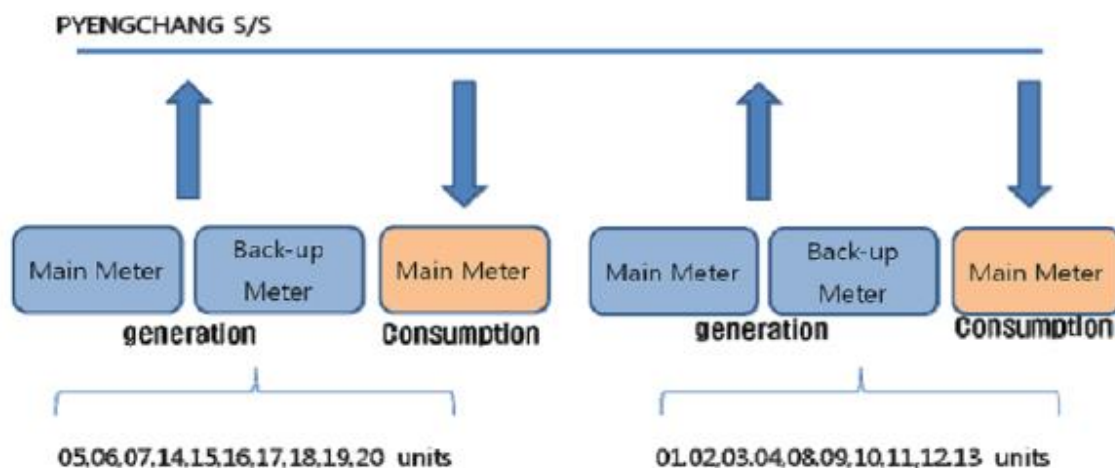 PYENGCHANG S/S
Main Meter
Back-up
Meter
Main Meter
Main Meter
Back-up
Meter
Main Meter
generation
Consumption
generation
Consumption
05,06,07,14,15,16,17,18,19,20 units
01,02,03,04,08,09,10,11,12,13 units